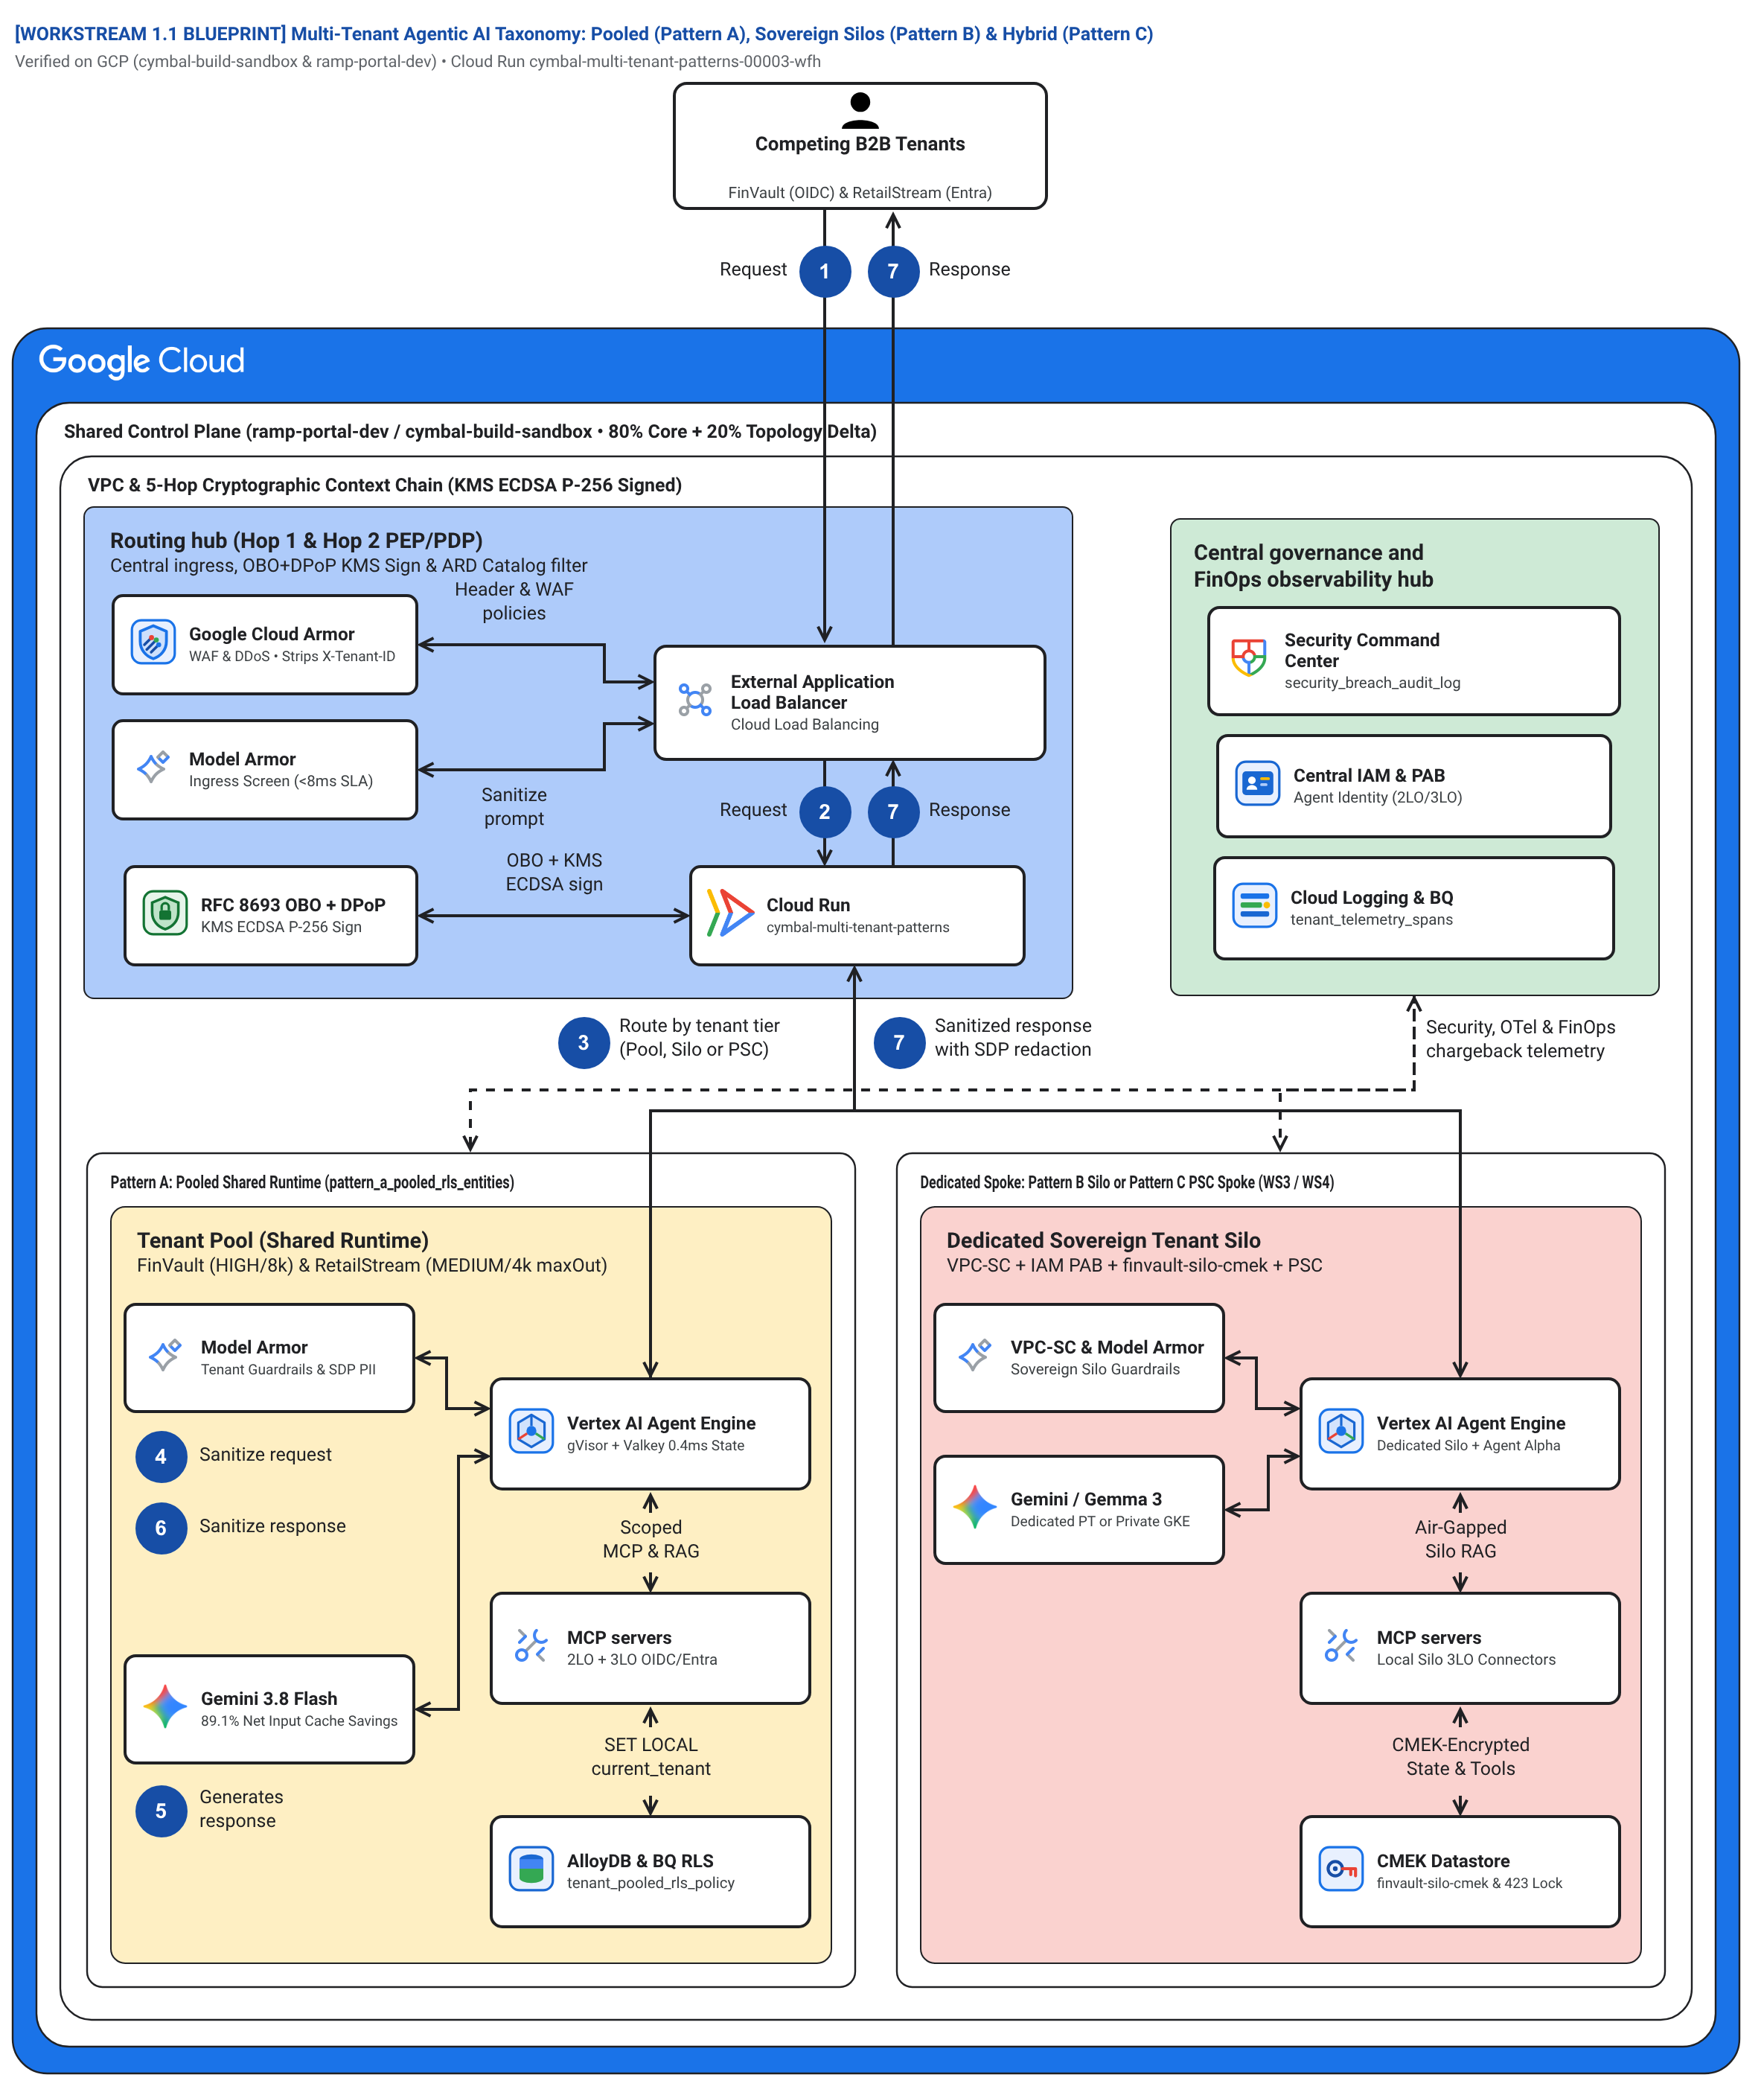 [WORKSTREAM 1.1 BLUEPRINT] Multi-Tenant Agentic AI Taxonomy: Pooled (Pattern A), Sovereign Silos (Pattern B) & Hybrid (Pattern C)
Verified on GCP (cymbal-build-sandbox & ramp-portal-dev) • Cloud Run cymbal-multi-tenant-patterns-00003-wfh
Competing B2B Tenants
FinVault (OIDC) & RetailStream (Entra)
Request
1
7
Response
Google Cloud
Shared Control Plane (ramp-portal-dev / cymbal-build-sandbox • 80% Core + 20% Topology Delta)
VPC & 5-Hop Cryptographic Context Chain (KMS ECDSA P-256 Signed)
Routing hub (Hop 1 & Hop 2 PEP/PDP)
Central ingress, OBO+DPoP KMS Sign & ARD Catalog filter
Header & WAF
policies
Google Cloud Armor
WAF & DDoS • Strips X-Tenant-ID
External Application
Load Balancer
Cloud Load Balancing
Model Armor
Ingress Screen (<8ms SLA)
Sanitize
prompt
Request
2
7
Response
OBO + KMS
ECDSA sign
RFC 8693 OBO + DPoP
KMS ECDSA P-256 Sign
Cloud Run
cymbal-multi-tenant-patterns
Central governance and
FinOps observability hub
Security Command
Center
security_breach_audit_log
Central IAM & PAB
Agent Identity (2LO/3LO)
Cloud Logging & BQ
tenant_telemetry_spans
3
Route by tenant tier
(Pool, Silo or PSC)
7
Sanitized response
with SDP redaction
Security, OTel & FinOps
chargeback telemetry
Pattern A: Pooled Shared Runtime (pattern_a_pooled_rls_entities)
Tenant Pool (Shared Runtime)
FinVault (HIGH/8k) & RetailStream (MEDIUM/4k maxOut)
Model Armor
Tenant Guardrails & SDP PII
Vertex AI Agent Engine
gVisor + Valkey 0.4ms State
4
Sanitize request
6
Sanitize response
Scoped
MCP & RAG
MCP servers
2LO + 3LO OIDC/Entra
Gemini 3.8 Flash
89.1% Net Input Cache Savings
SET LOCAL
current_tenant
5
Generates
response
AlloyDB & BQ RLS
tenant_pooled_rls_policy
Dedicated Spoke: Pattern B Silo or Pattern C PSC Spoke (WS3 / WS4)
Dedicated Sovereign Tenant Silo
VPC-SC + IAM PAB + finvault-silo-cmek + PSC
VPC-SC & Model Armor
Sovereign Silo Guardrails
Vertex AI Agent Engine
Dedicated Silo + Agent Alpha
Gemini / Gemma 3
Dedicated PT or Private GKE
Air-Gapped
Silo RAG
MCP servers
Local Silo 3LO Connectors
CMEK-Encrypted
State & Tools
CMEK Datastore
finvault-silo-cmek & 423 Lock